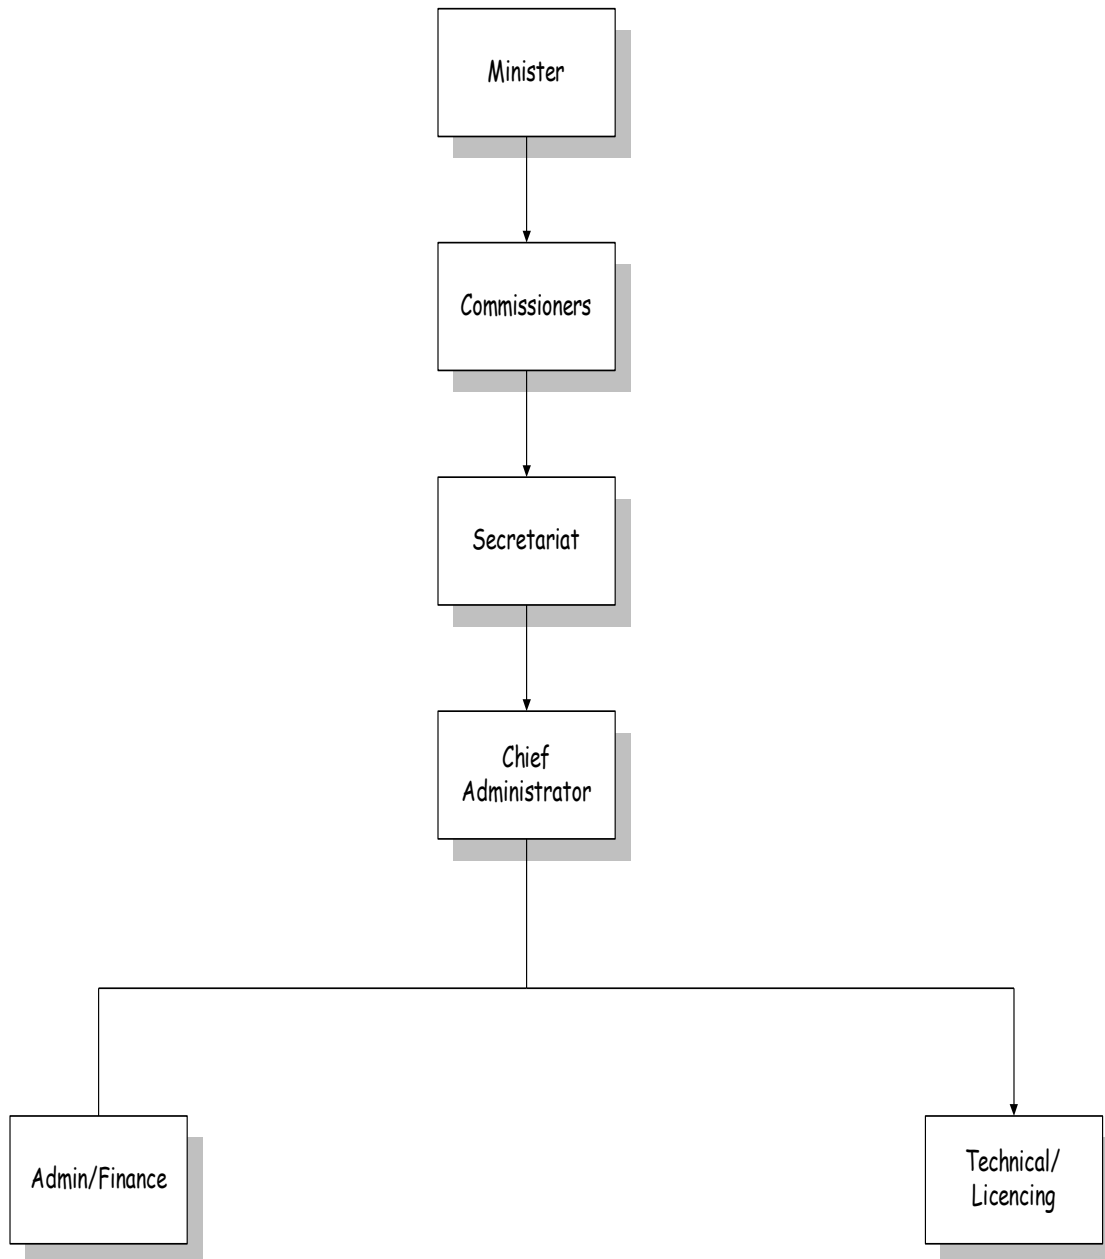 Minister
Commissioners
Secretariat
Chief
Administrator
Admin/Finance
Technical/
Licencing